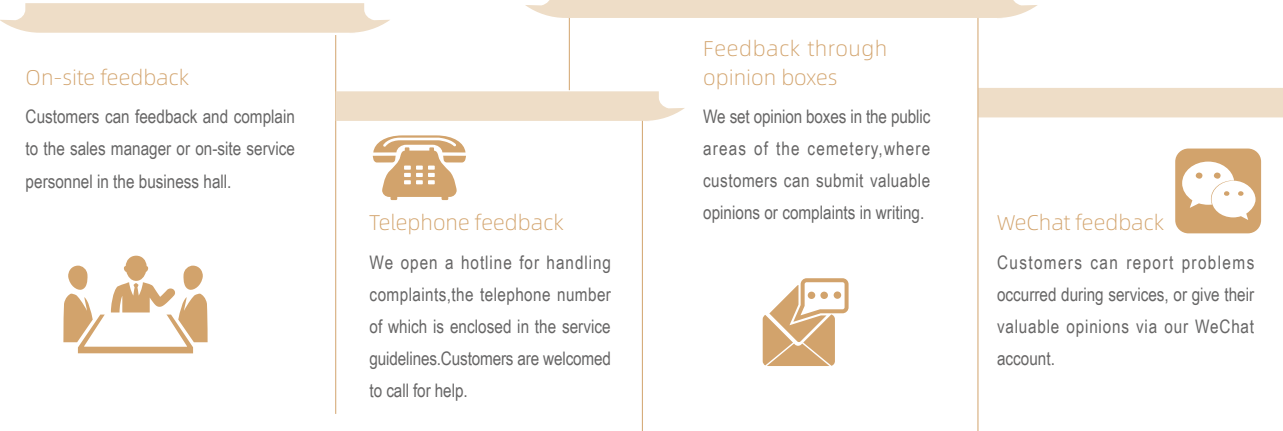 On-site feedback
Customers can feedback and complain
to the sales manager or on-site service
personnel in the business hall.
Telephone feedback
We open a hotline for handling
complaints,the telephone number
of which is enclosed in the service
guidelines.Customers are welcomed
to call for help.
Feedback through
opinion boxes
We set opinion boxes in the public
areas of the cemetery,where
customers can submit valuable
opinions or complaints in writing.
WeChat feedback
Customers can report problems
occurred during services, or give their
valuable opinions via our WeChat
account.